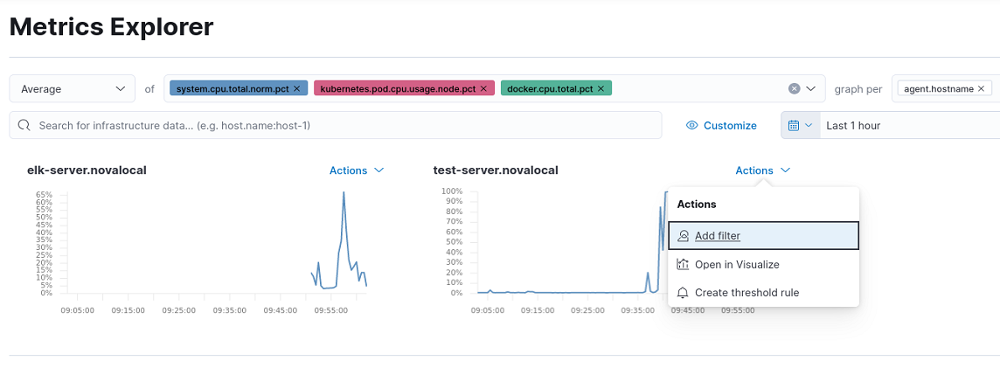 Metrics Explorer
Average of system.cpu.total.norm.pct kubernetes.pod.cpu.usage.node.pct docker.cpu.total.pct graph per agent.hostname
Search for infrastructure data... (e.g. host.name:host-1) Customize Last 1 hour
elk-server.novalocal Actions
65%
60%
55%
50%
45%
40%
35%
30%
25%
20%
15%
10%
5%
0%
09:05:00 09:15:00 09:25:00 09:35:00 09:45:00 09:55:00
test-server.novalocal Actions
100%
90%
80%
70%
60%
50%
40%
30%
20%
10%
0%
09:05:00 09:15:00 09:25:00 09:35:00 09:45:00 09:55:00
Actions
Add filter
Open in Visualize
Create threshold rule